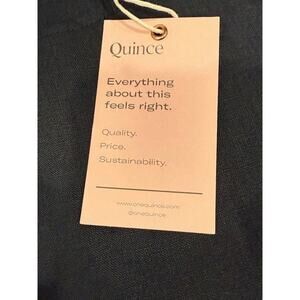 Quince
Everything
about this
feels right.
Quality.
Price.
Sustainability.
www.onequince.com
@onequince